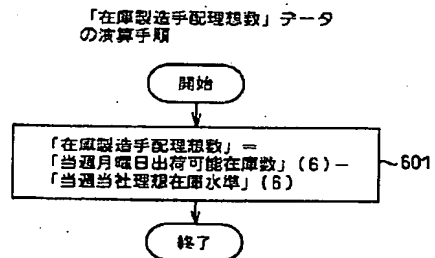 「在庫製造手配理想数」データ
の演算手順
開始
「在庫製造手配理想数」＝
「当週月曜日出荷可能在庫数」(6)－
「当週当社理想在庫水準」(6)
601
終了